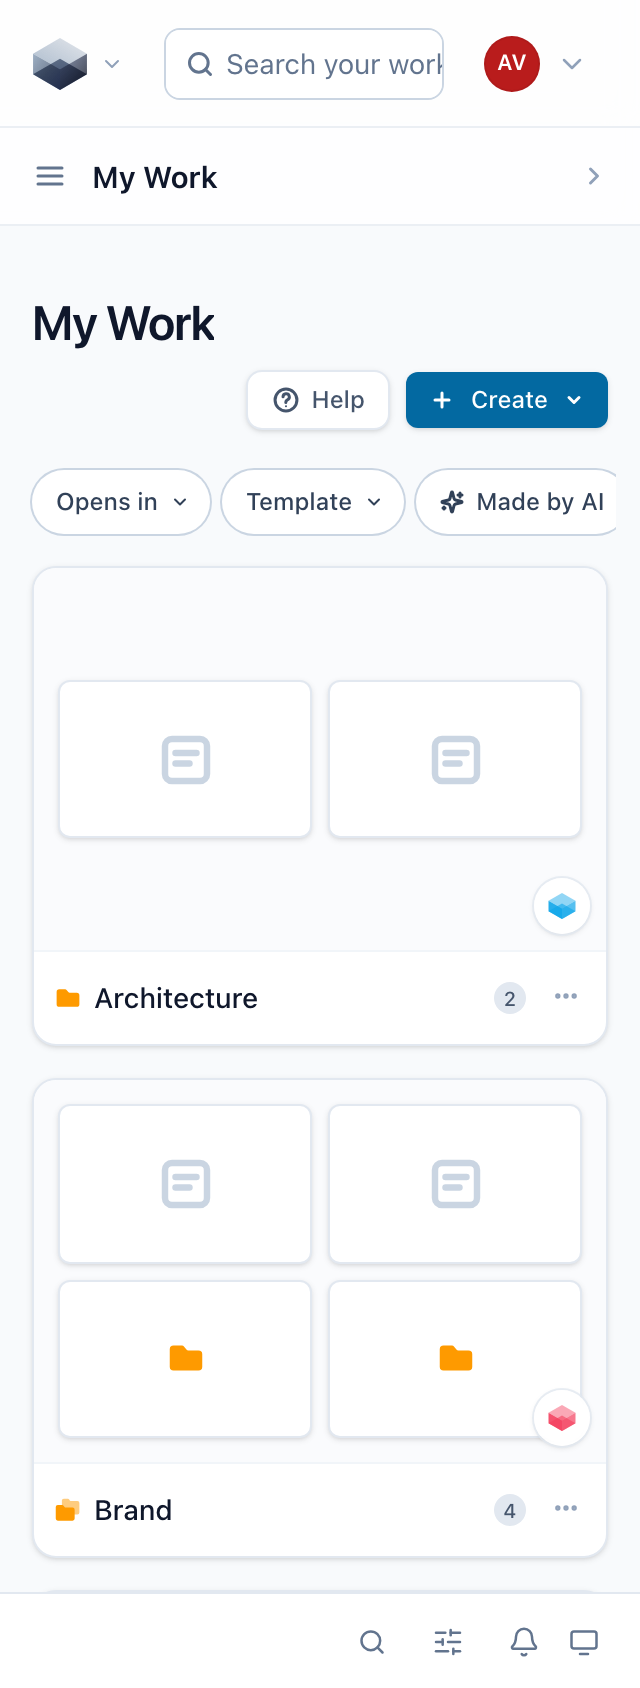 Search your work
AV
My Work
My Work
Help
Create
Opens in
Template
Made by AI
Architecture
2
Brand
4